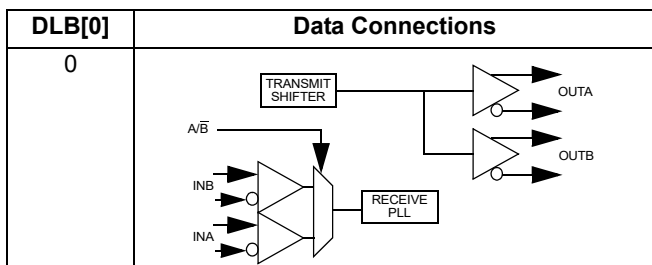 DLB[0] Data Connections
0
TRANSMIT
SHIFTER
OUTA
A/B̅
OUTB
INB
RECEIVE
PLL
INA